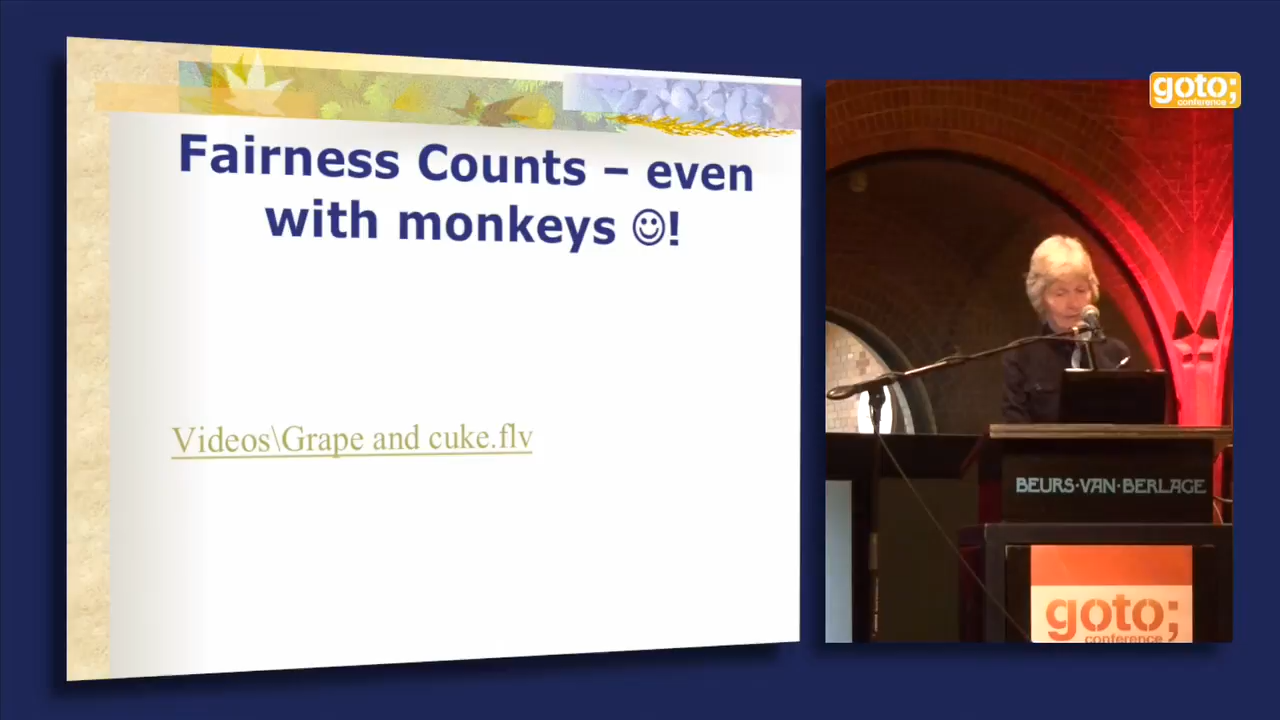 Fairness Counts – even
with monkeys ☺!
Videos\Grape and cuke.flv
goto;
conference
BEURS·VAN·BERLAGE
goto;
conference